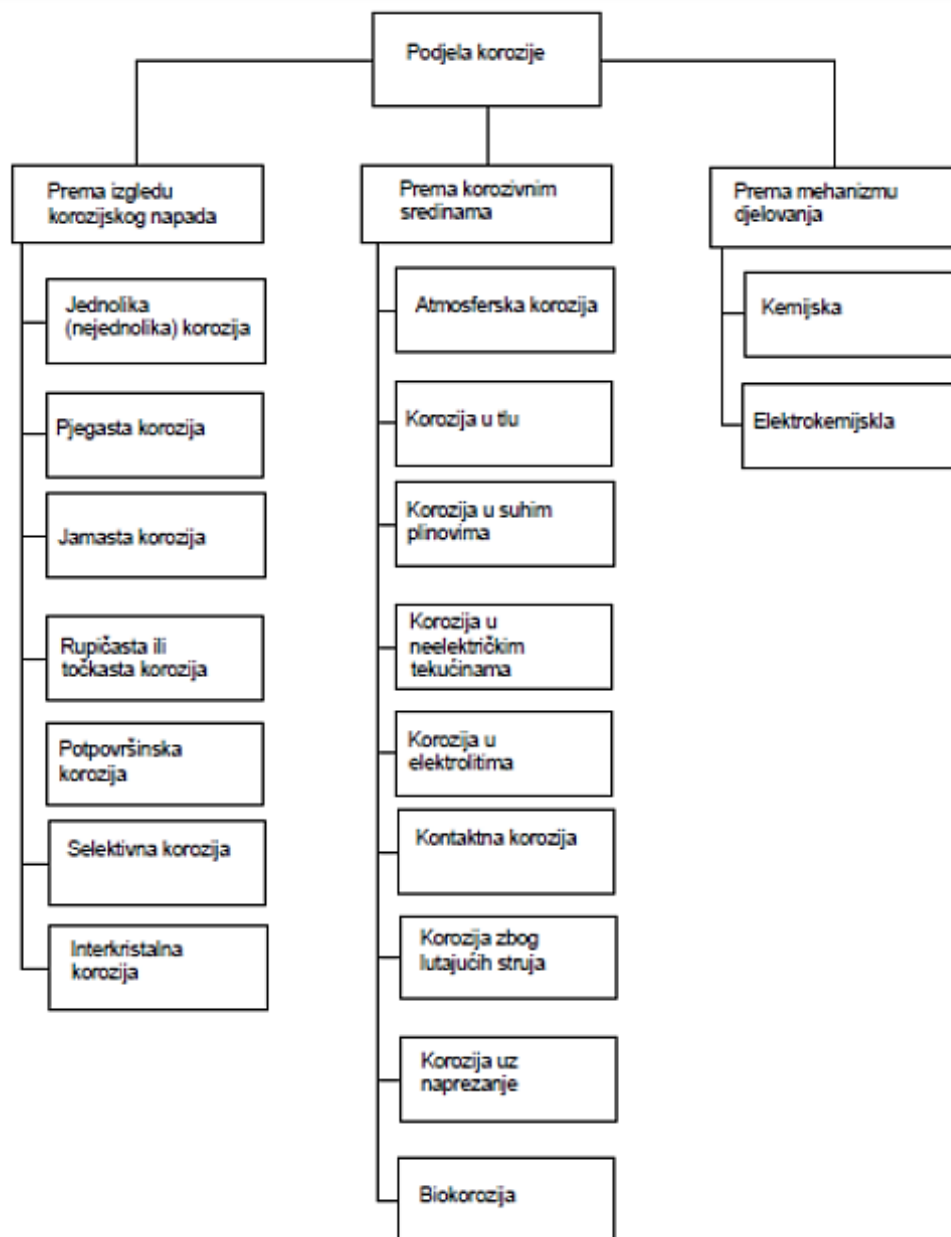 Podjela korozije
Prema izgledu
korozijskog napada
Jednolika
(nejednolika) korozija
Pjegasta korozija
Jamasta korozija
Rupičasta ili
točkasta korozija
Potpovršinska
korozija
Selektivna korozija
Interkristalna
korozija
Prema korozivnim
sredinama
Atmosferska korozija
Korozija u tlu
Korozija u suhim
plinovima
Korozija u
neelektričkim
tekućinama
Korozija u
elektrolitima
Kontaktna korozija
Korozija zbog
lutajućih struja
Korozija uz
naprezanje
Biokorozija
Prema mehanizmu
djelovanja
Kemijska
Elektrokemijskla